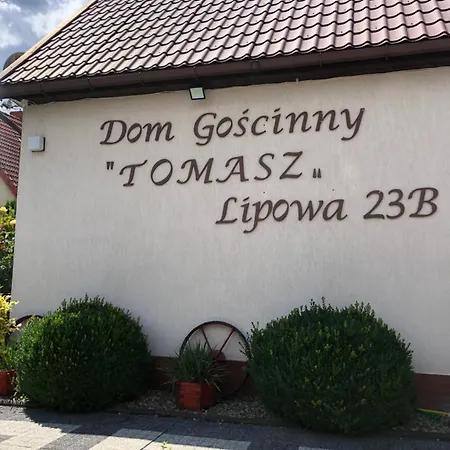 Dom Gościnny
"TOMASZ„
Lipowa 23B